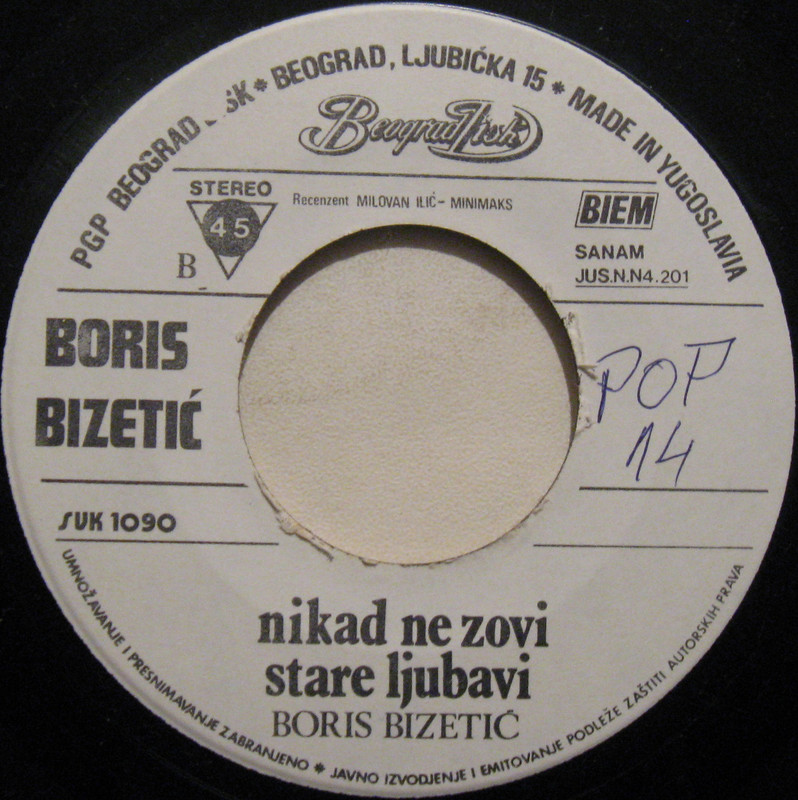 PGP BEOGRAD SK * BEOGRAD, LJUBIĆKA 15 * MADE IN YUGOSLAVIA
Beograd Disk
STEREO
45
B
Recenzent MILOVAN ILIĆ- MINIMAKS
BIEM
SANAM
JUS.N.N4.201
BORIS
BIZETIĆ
POP
14
SVK 1090
nikad ne zovi
stare ljubavi
BORIS BIZETIĆ
UMNOŽAVANJE I PRESNIMAVANJE ZABRANJENO * JAVNO IZVODJENJE I EMITOVANJE PODLEŽE ZAŠTITI AUTORSKIH PRAVA